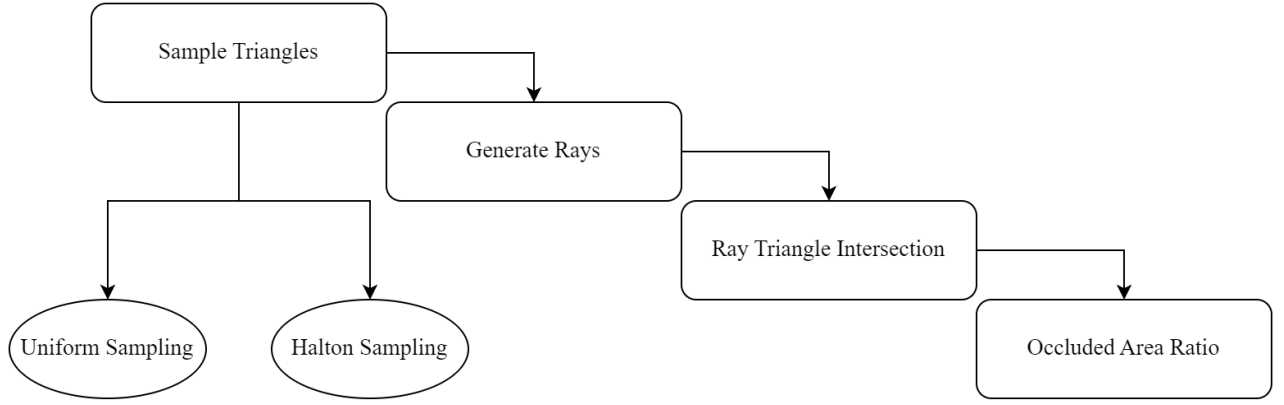 Sample Triangles
Generate Rays
Ray Triangle Intersection
Uniform Sampling
Halton Sampling
Occluded Area Ratio